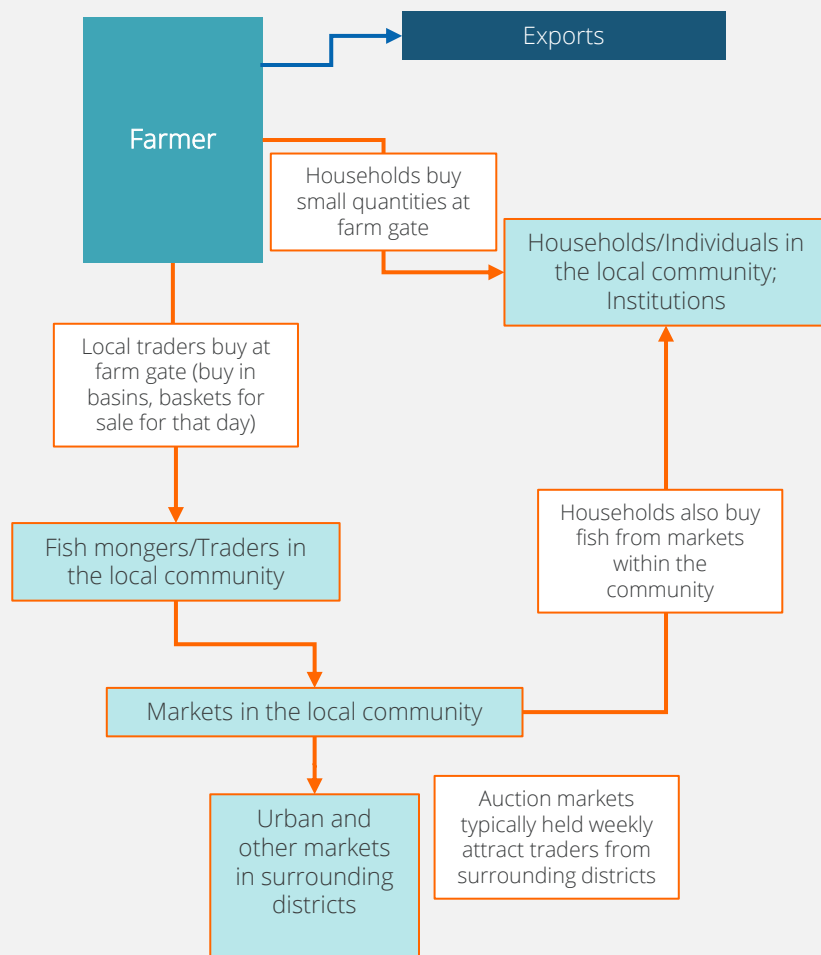 Exports
Farmer
Households buy
small quantities at
farm gate
Households/Individuals in
the local community;
Institutions
Local traders buy at
farm gate (buy in
basins, baskets for
sale for that day)
Households also buy
fish from markets
within the
community
Fish mongers/Traders in
the local community
Markets in the local community
Urban and
other markets
in surrounding
districts
Auction markets
typically held weekly
attract traders from
surrounding districts